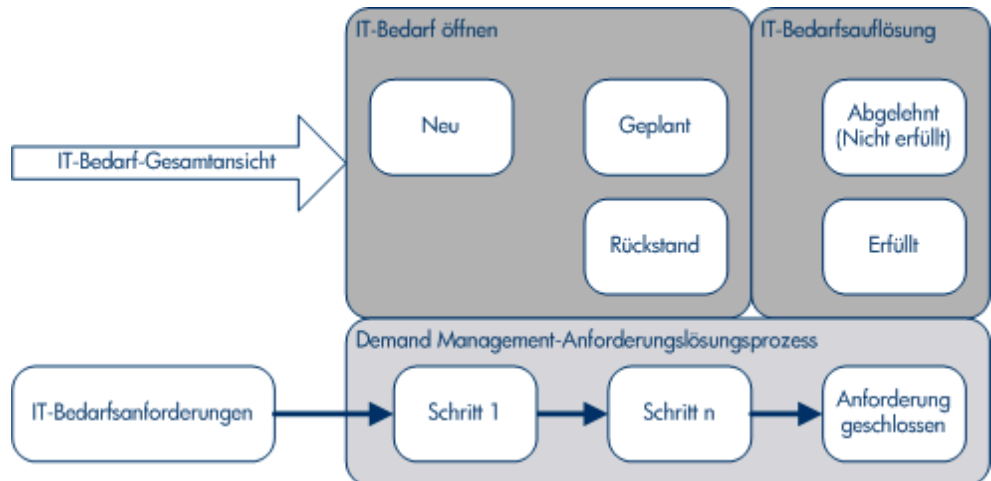 IT-Bedarf öffnen
IT-Bedarfsauflösung
Neu
Geplant
Abgelehnt
(Nicht erfüllt)
IT-Bedarf-Gesamtansicht
Rückstand
Erfüllt
Demand Management-Anforderungslösungsprozess
IT-Bedarfsanforderungen
Schritt 1
Schritt n
Anforderung
geschlossen